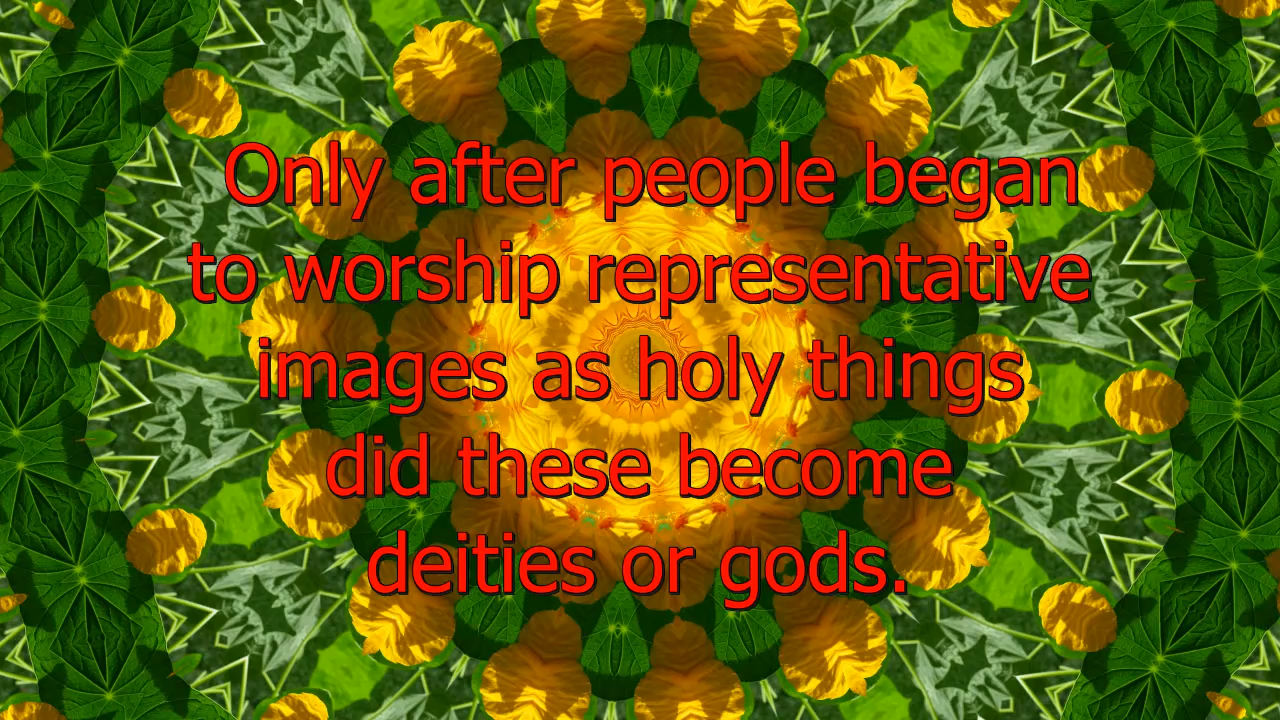 Only after people began
to worship representative
images as holy things
did these become
deities or gods.